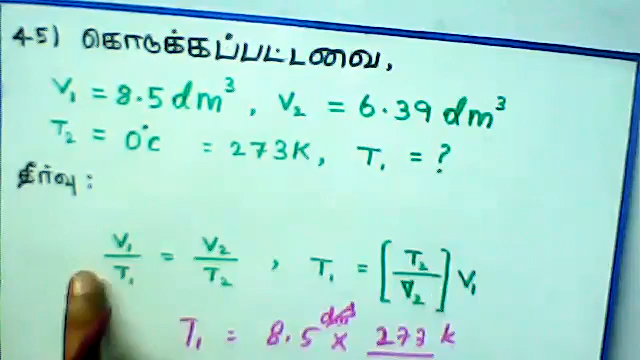 45) கொடுக்கப்பட்டவை,
V₁ = 8.5 dm³, V₂ = 6.39 dm³
T₂ = 0°C = 273K, T₁ = ?
தீர்வு :
V₁/T₁ = V₂/T₂ , T₁ = [T₂/V₂] V₁
T₁ = 8.5 dm³ × 273 K